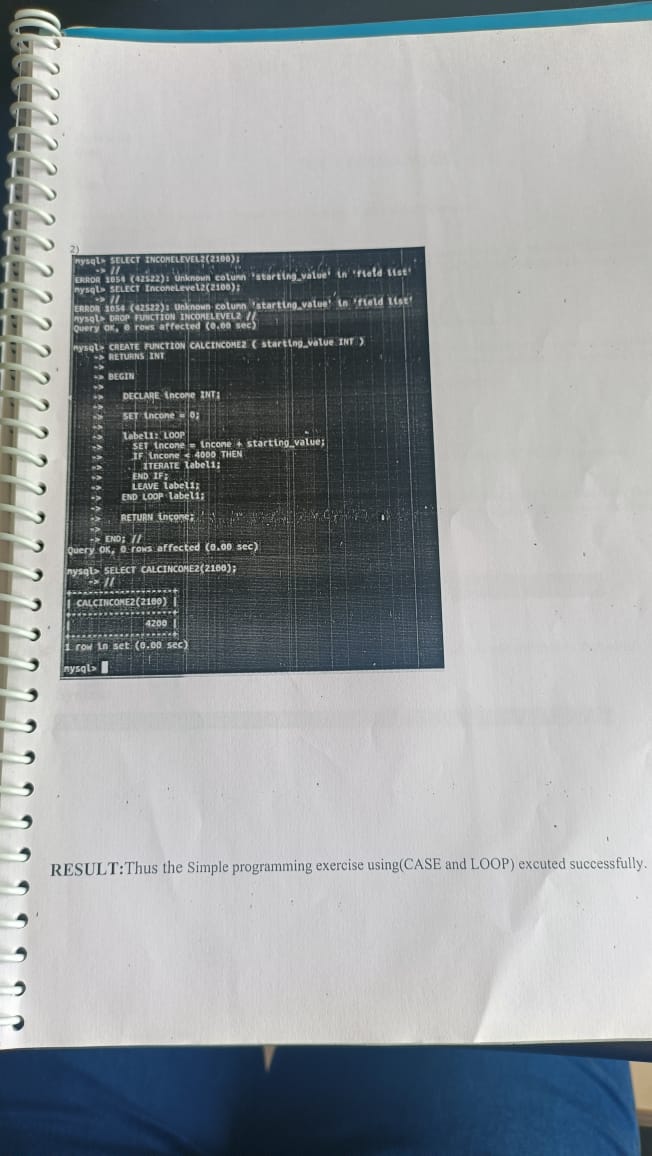 2)
mysql> SELECT INCOMELEVEL2(2100);
-> //
ERROR 1054 (42S22): Unknown column 'starting_value' in 'field list'
mysql> SELECT IncomeLevel2(2100);
-> //
ERROR 1054 (42S22): Unknown column 'starting_value' in 'field list'
mysql> DROP FUNCTION INCOMELEVEL2 //
Query OK, 0 rows affected (0.00 sec)
mysql> CREATE FUNCTION CALCINCOME2 ( starting_value INT )
-> RETURNS INT
->
-> BEGIN
->
-> DECLARE income INT;
->
-> SET income = 0;
->
-> label1: LOOP
-> SET income = income + starting_value;
-> IF income < 4000 THEN
-> ITERATE label1;
-> END IF;
-> LEAVE label1;
-> END LOOP label1;
->
-> RETURN income;
->
-> END; //
Query OK, 0 rows affected (0.00 sec)
mysql> SELECT CALCINCOME2(2100);
-> //
| CALCINCOME2(2100) |
| 4200 |
1 row in set (0.00 sec)
mysql>
RESULT:Thus the Simple programming exercise using(CASE and LOOP) excuted successfully.